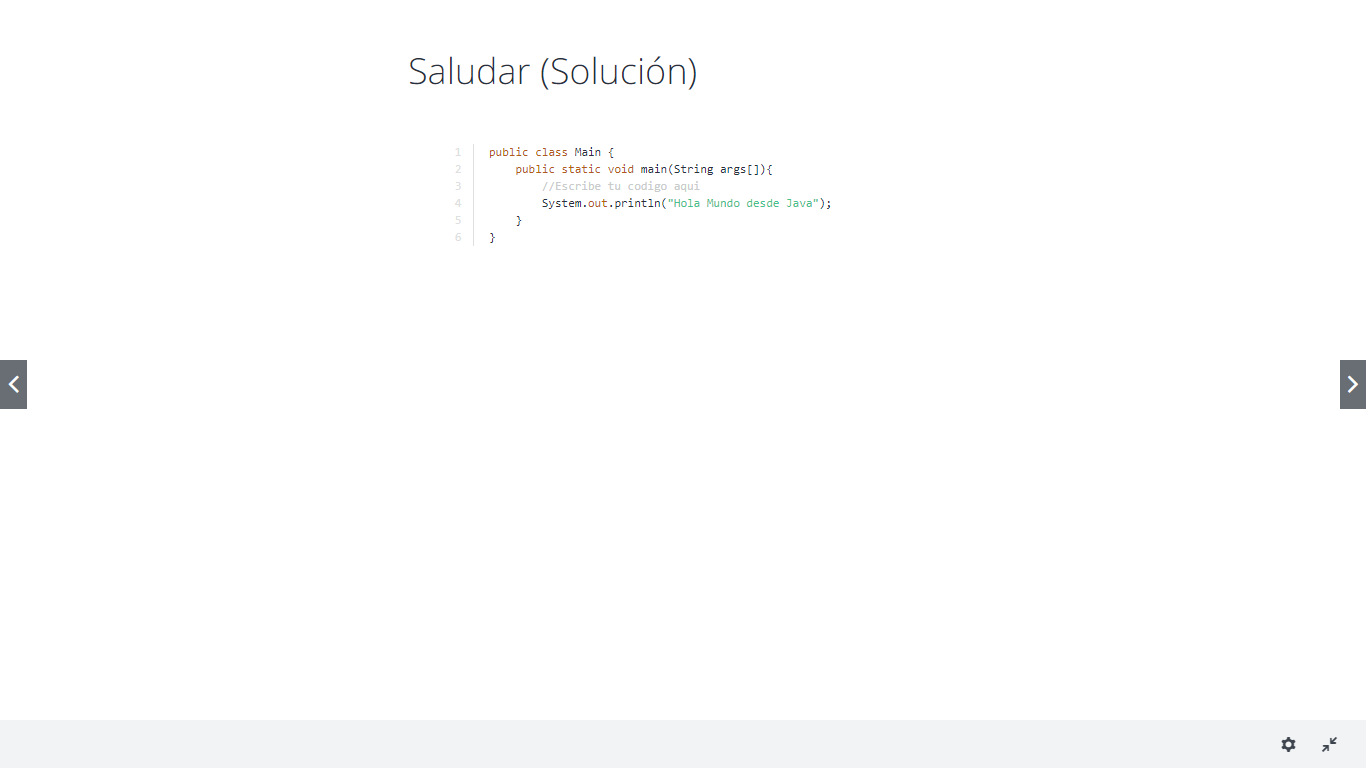 Saludar (Solución)
1 public class Main {
2 public static void main(String args[]){
3 //Escribe tu codigo aqui
4 System.out.println("Hola Mundo desde Java");
5 }
6 }